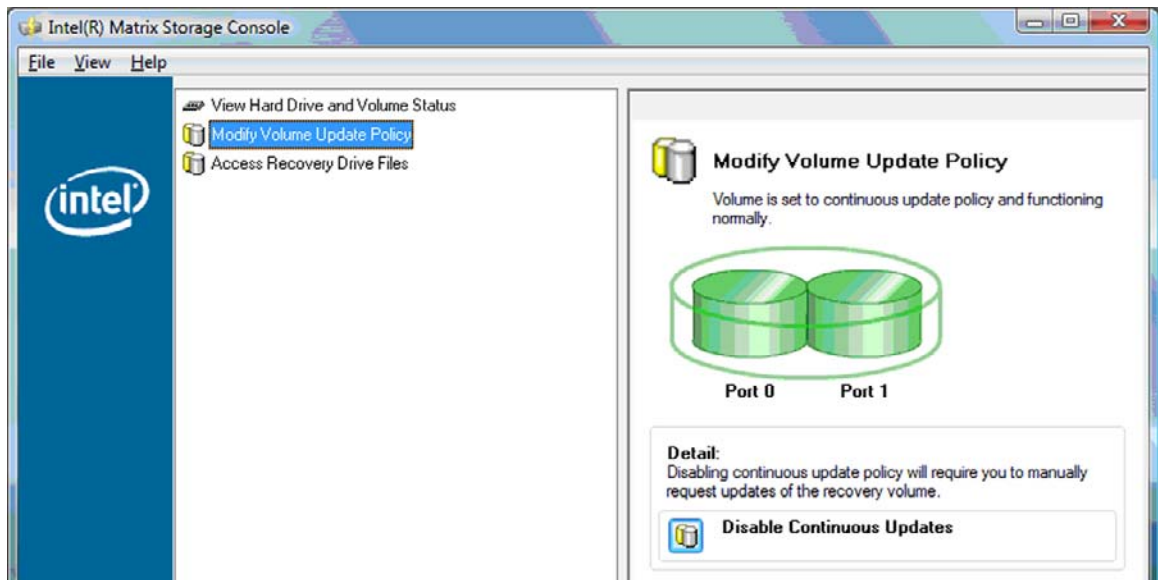 Intel(R) Matrix Storage Console
File View Help
intel
View Hard Drive and Volume Status
Modify Volume Update Policy
Access Recovery Drive Files
Modify Volume Update Policy
Volume is set to continuous update policy and functioning
normally.
Port 0 Port 1
Detail:
Disabling continuous update policy will require you to manually
request updates of the recovery volume.
Disable Continuous Updates